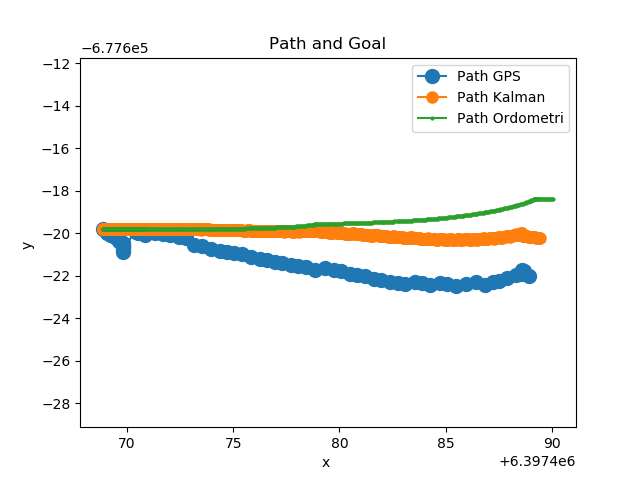 Path and Goal
−6.776e5
Path GPS
Path Kalman
Path Ordometri
−12
−14
−16
−18
−20
−22
−24
−26
−28
y
70 75 80 85 90
x
+6.3974e6